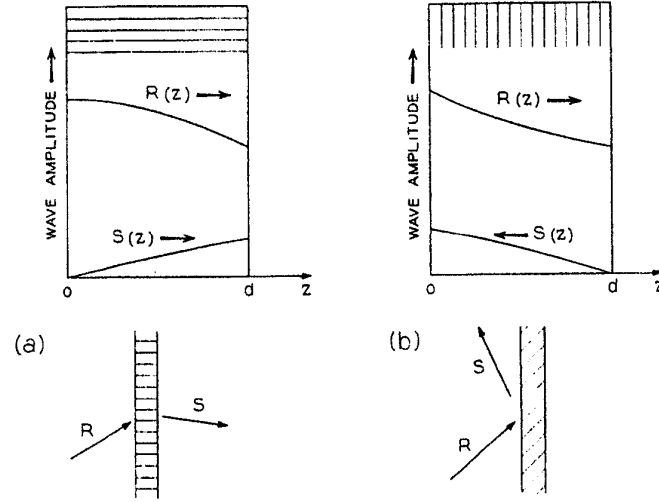 WAVE AMPLITUDE
R(z)
S(z)
o
d
z
WAVE AMPLITUDE
R(z)
S(z)
o
d
z
(a)
R
S
(b)
S
R